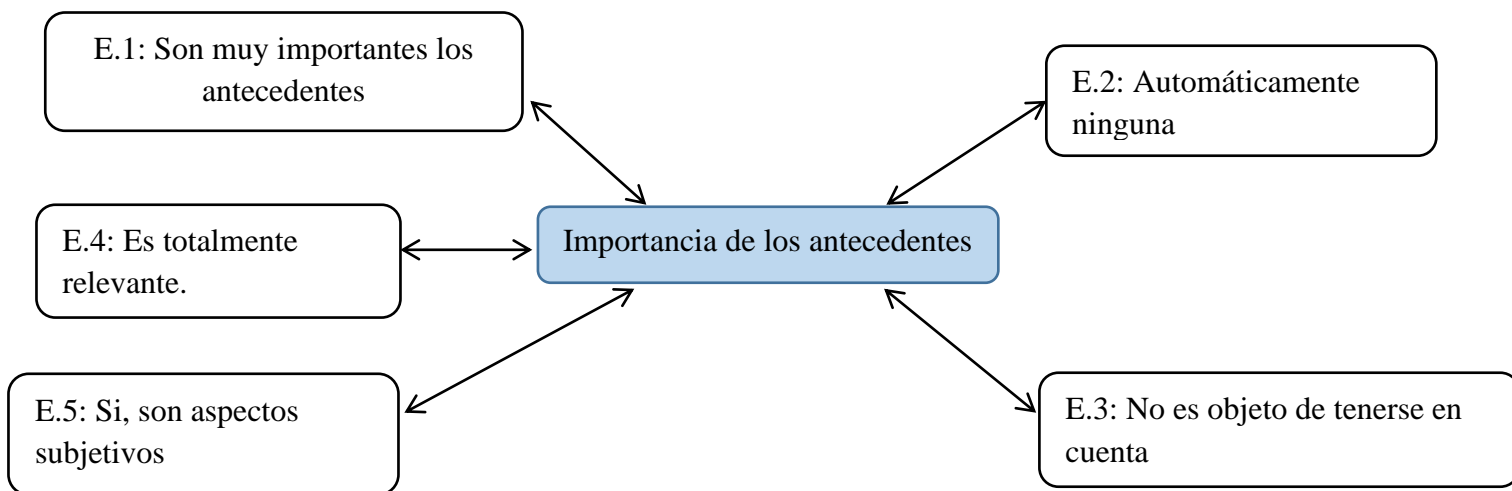 E.1: Son muy importantes los
antecedentes
E.2: Automáticamente
ninguna
E.4: Es totalmente
relevante.
Importancia de los antecedentes
E.5: Si, son aspectos
subjetivos
E.3: No es objeto de tenerse en
cuenta